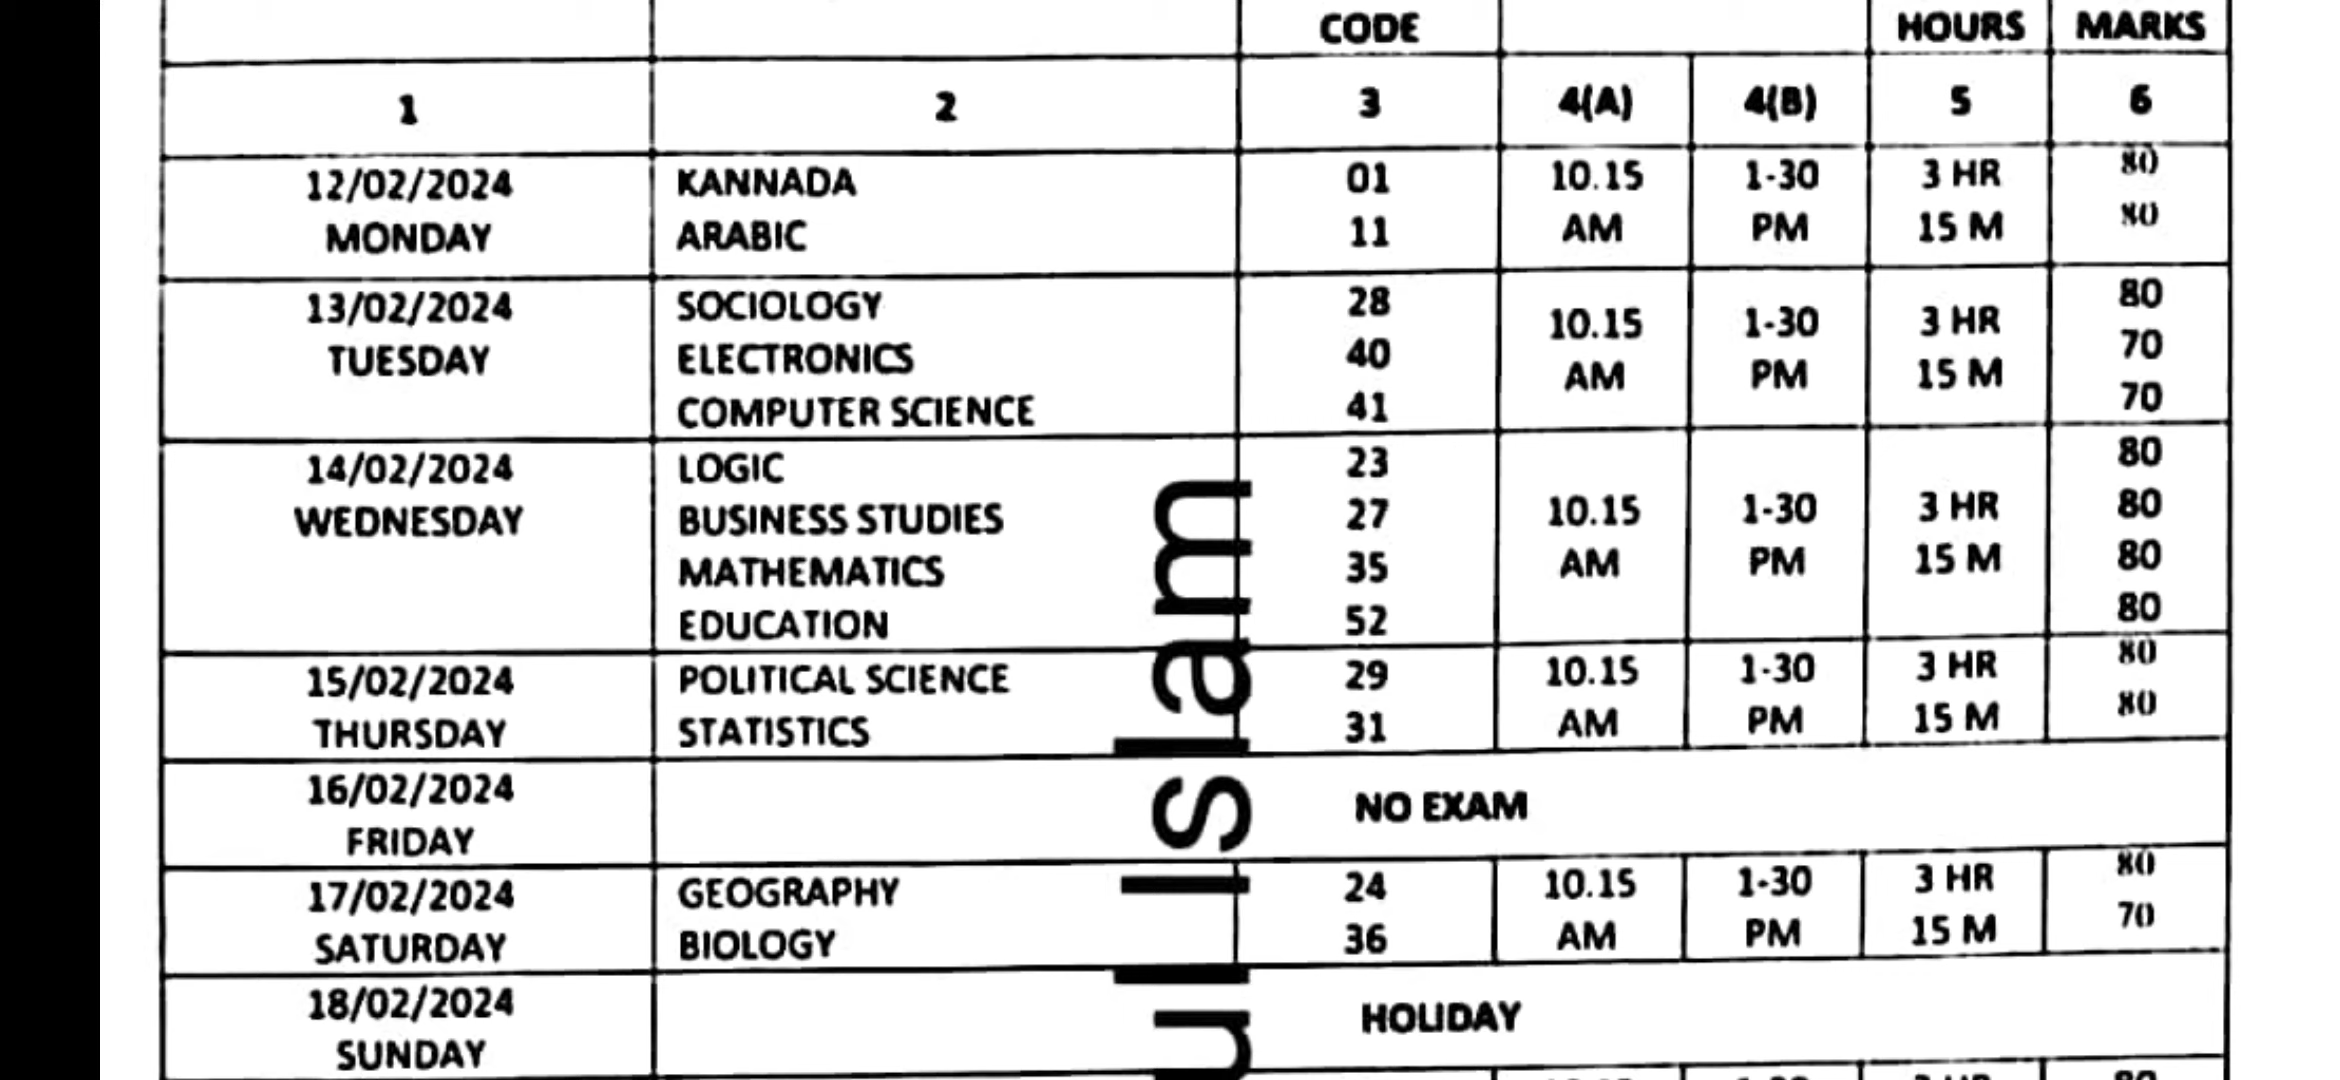 CODE HOURS MARKS
1 2 3 4(A) 4(B) 5 6
12/02/2024 KANNADA 01 10.15 1-30 3 HR 80
MONDAY ARABIC 11 AM PM 15 M 80
13/02/2024 SOCIOLOGY 28 10.15 1-30 3 HR 80
TUESDAY ELECTRONICS 40 AM PM 15 M 70
COMPUTER SCIENCE 41 70
14/02/2024 LOGIC 23 80
WEDNESDAY BUSINESS STUDIES 27 10.15 1-30 3 HR 80
MATHEMATICS 35 AM PM 15 M 80
EDUCATION 52 80
15/02/2024 POLITICAL SCIENCE 29 10.15 1-30 3 HR 80
THURSDAY STATISTICS 31 AM PM 15 M 80
16/02/2024 NO EXAM
FRIDAY
17/02/2024 GEOGRAPHY 24 10.15 1-30 3 HR 80
SATURDAY BIOLOGY 36 AM PM 15 M 70
18/02/2024 HOLIDAY
SUNDAY
ul Islam